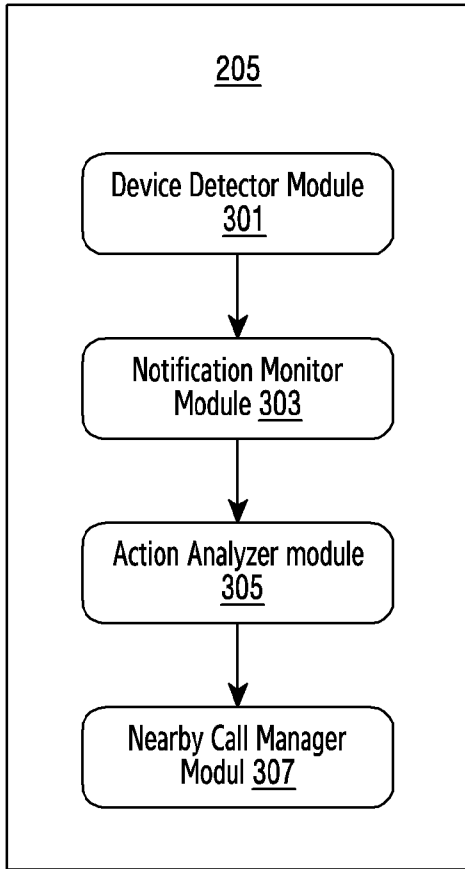 205
Device Detector Module
301
Notification Monitor
Module 303
Action Analyzer module
305
Nearby Call Manager
Modul 307